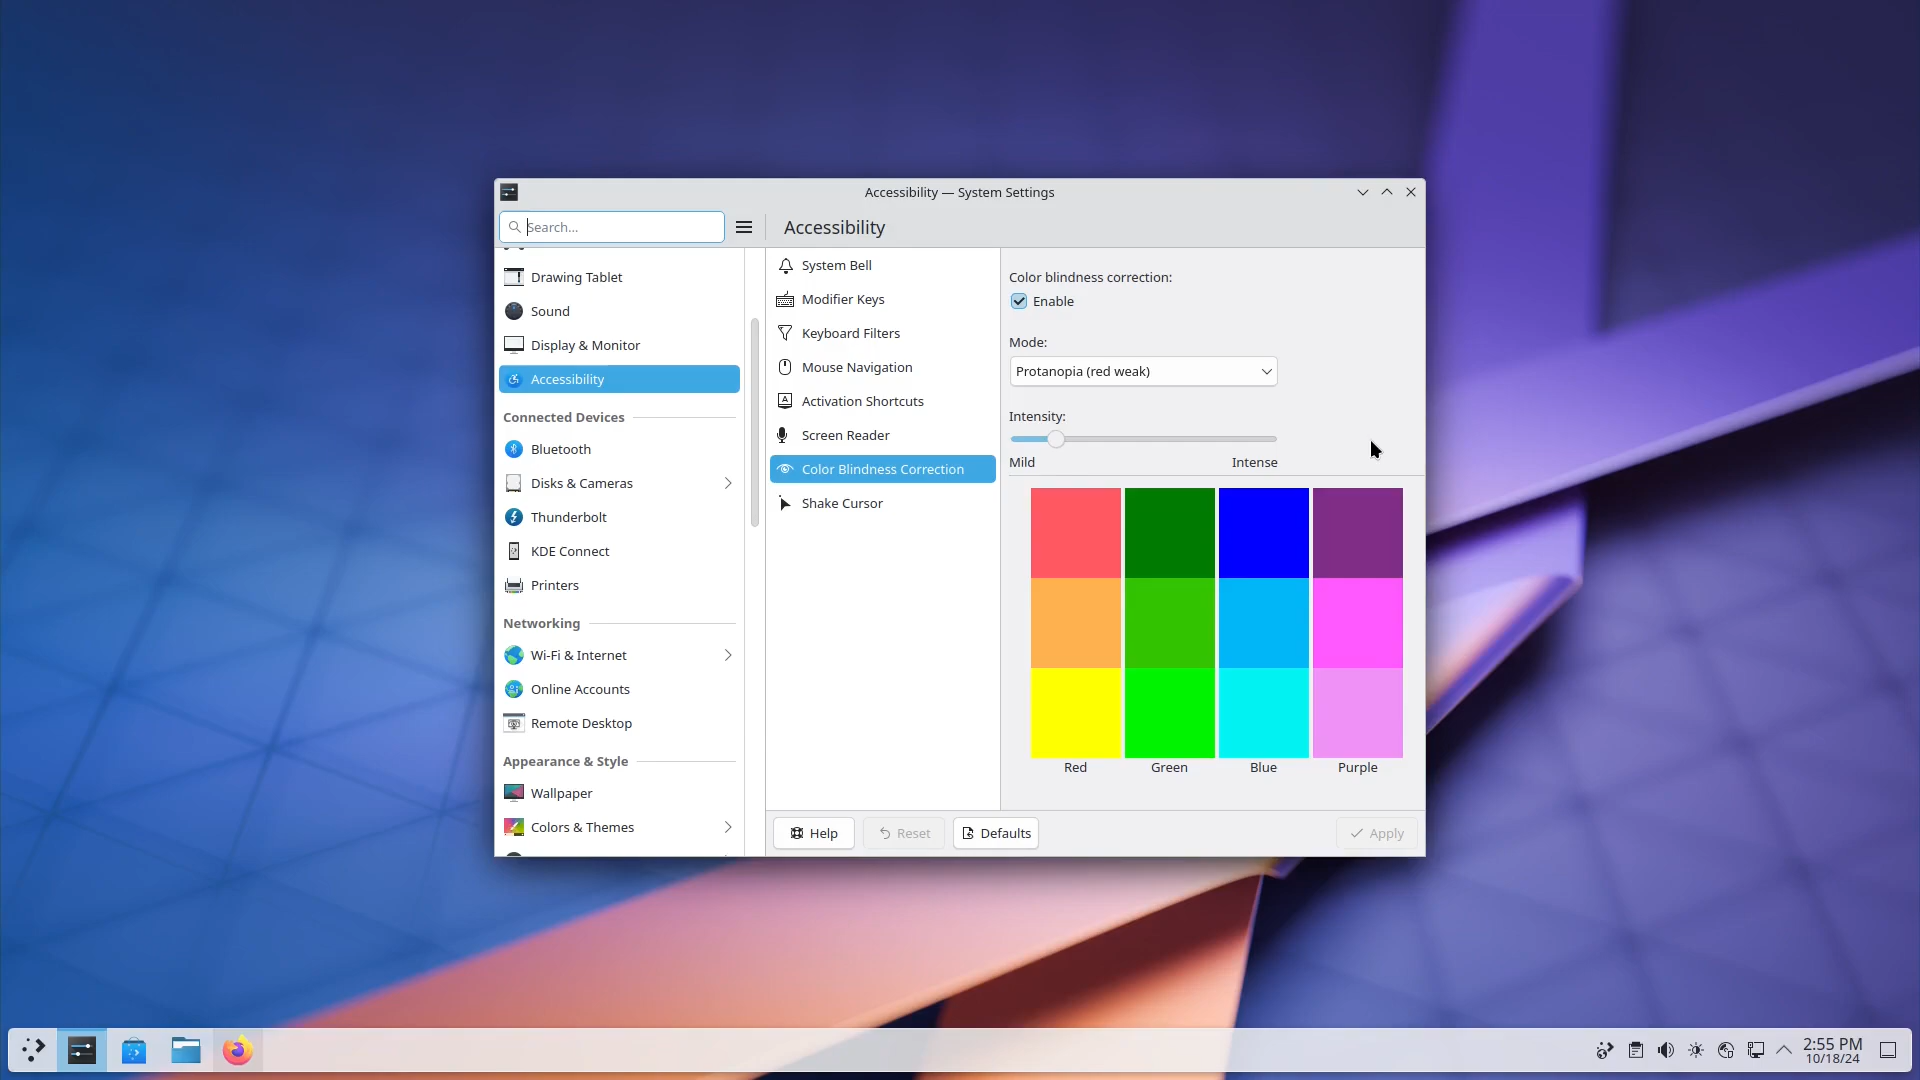 Accessibility — System Settings
Search...
Accessibility
Drawing Tablet
Sound
Display & Monitor
Accessibility
Connected Devices
Bluetooth
Disks & Cameras
Thunderbolt
KDE Connect
Printers
Networking
Wi-Fi & Internet
Online Accounts
Remote Desktop
Appearance & Style
Wallpaper
Colors & Themes
System Bell
Modifier Keys
Keyboard Filters
Mouse Navigation
Activation Shortcuts
Screen Reader
Color Blindness Correction
Shake Cursor
Color blindness correction:
Enable
Mode:
Protanopia (red weak)
Intensity:
Mild Intense
Red Green Blue Purple
Help Reset Defaults Apply
2:55 PM
10/18/24